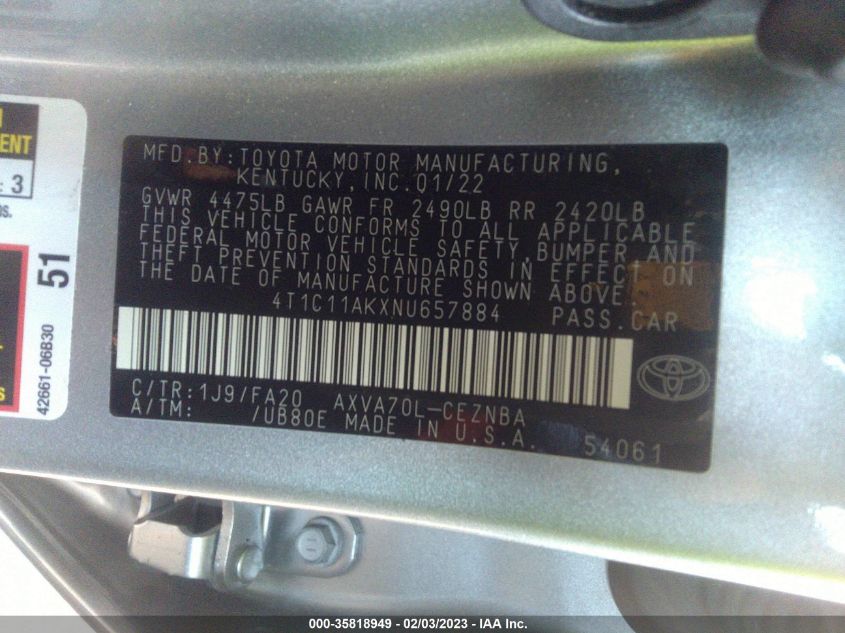 MFD.BY:TOYOTA MOTOR MANUFACTURING,
KENTUCKY,INC.01/22
GVWR 4475LB GAWR FR 2490LB RR 2420LB
THIS VEHICLE CONFORMS TO ALL APPLICABLE
FEDERAL MOTOR VEHICLE SAFETY,BUMPER,AND
THEFT PREVENTION STANDARDS IN EFFECT ON
THE DATE OF MANUFACTURE SHOWN ABOVE.
4T1C11AKXNU657884 PASS.CAR
C/TR:1J9/FA20 AXVA70L-CEZNBA
A/TM: /UB80E MADE IN U.S.A.
54061
: 3
51
42661-06B30
000-35818949 - 02/03/2023 - IAA Inc.